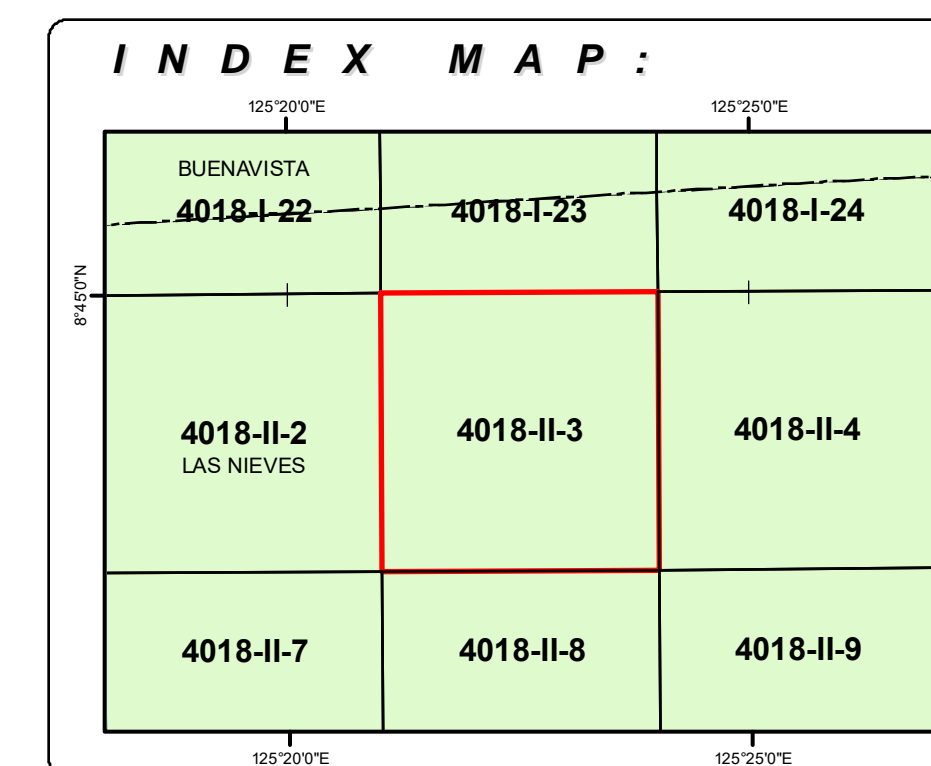 INDEX MAP:
125°20'0"E 125°25'0"E
BUENAVISTA
4018-I-22 4018-I-23 4018-I-24
8°45'0"N
4018-II-2 4018-II-3 4018-II-4
LAS NIEVES
4018-II-7 4018-II-8 4018-II-9
125°20'0"E 125°25'0"E